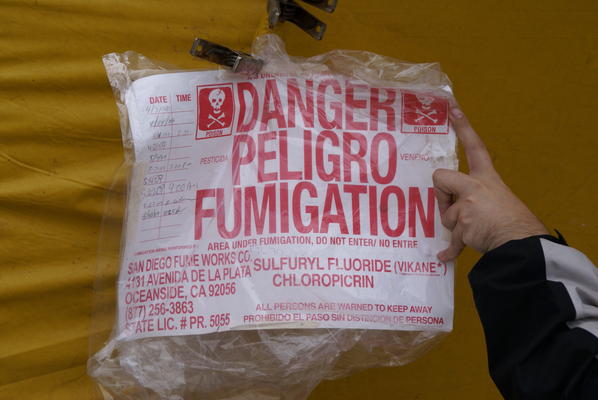 DATE TIME
DANGER
POISON
POISON
PELIGRO
PESTICIDA
VENENO
FUMIGATION
AREA UNDER FUMIGATION, DO NOT ENTER/ NO ENTRE
SAN DIEGO FUME WORKS CO.
4131 AVENIDA DE LA PLATA
OCEANSIDE, CA 92056
(877) 256-3863
STATE LIC. # PR. 5055
SULFURYL FLUORIDE (VIKANE*)
CHLOROPICRIN
ALL PERSONS ARE WARNED TO KEEP AWAY
PROHIBIDO EL PASO SIN DISTINCION DE PERSONA